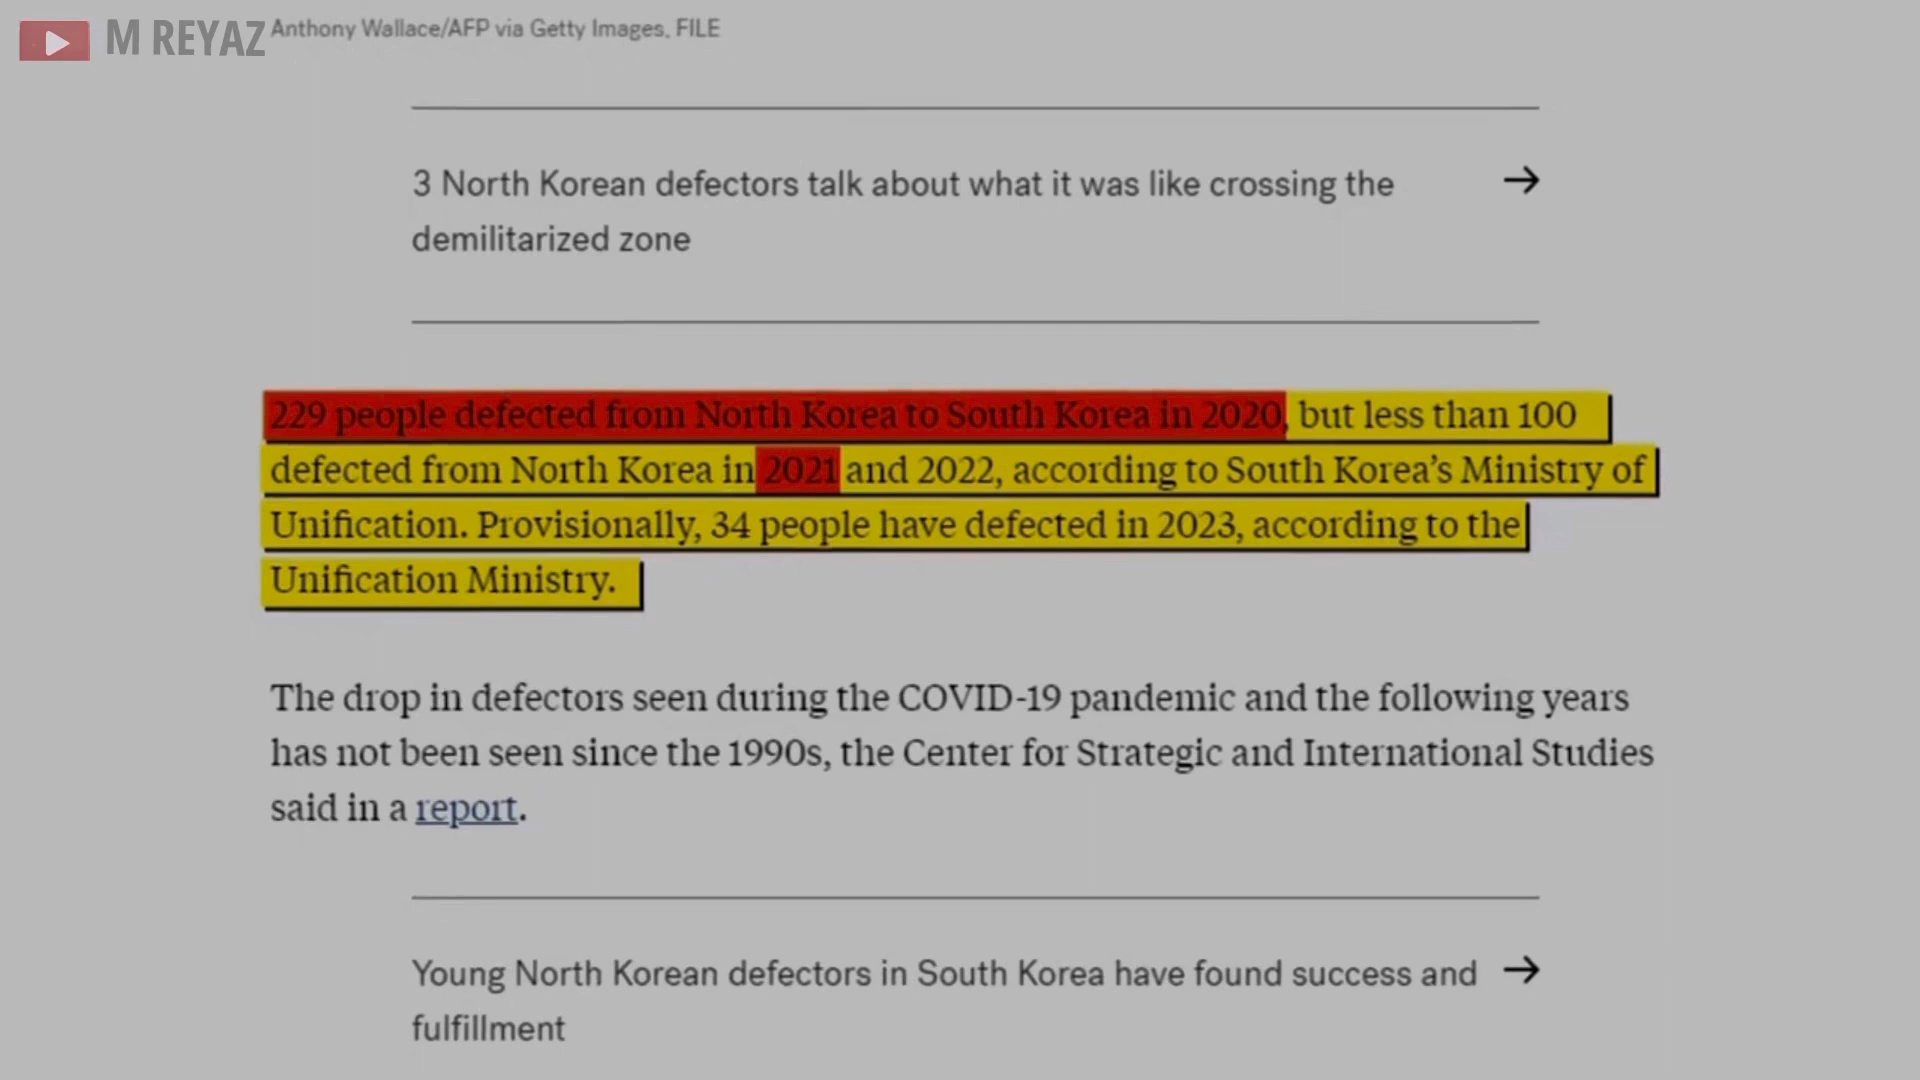 M REYAZ
Anthony Wallace/AFP via Getty Images, FILE
3 North Korean defectors talk about what it was like crossing the
demilitarized zone
229 people defected from North Korea to South Korea in 2020, but less than 100
defected from North Korea in 2021 and 2022, according to South Korea’s Ministry of
Unification. Provisionally, 34 people have defected in 2023, according to the
Unification Ministry.
The drop in defectors seen during the COVID-19 pandemic and the following years
has not been seen since the 1990s, the Center for Strategic and International Studies
said in a report.
Young North Korean defectors in South Korea have found success and
fulfillment